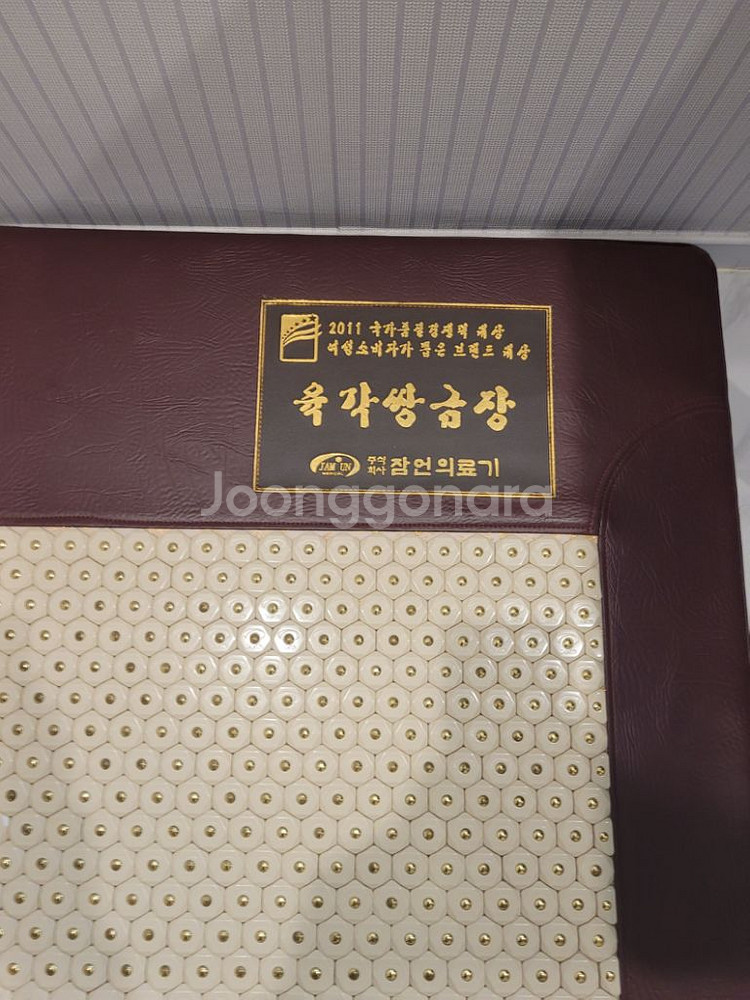 2011 국가품질경쟁력 대상
여성소비자가 뽑은 브랜드 대상
육각쌍금장
JAM UN
MEDICAL
주식
회사 잠언의료기
Joonggonara